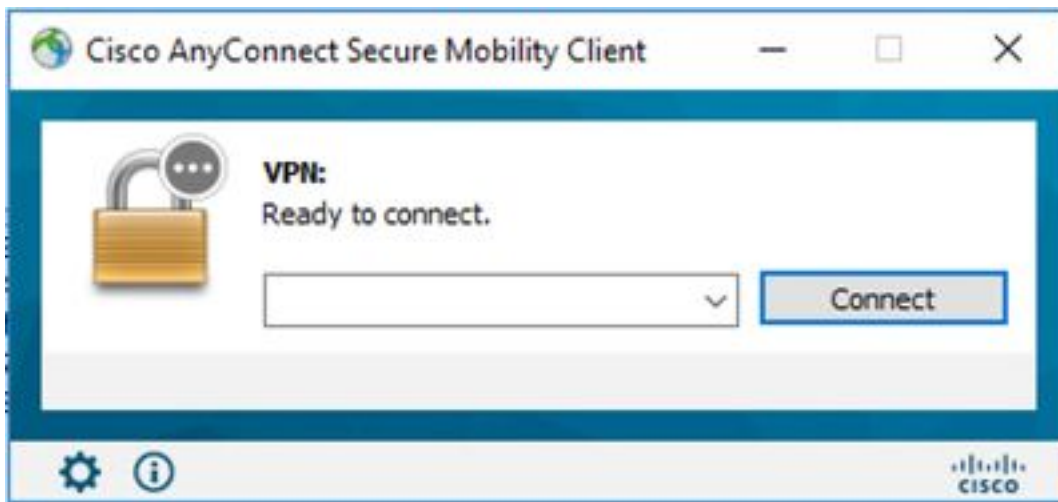 Cisco AnyConnect Secure Mobility Client
VPN:
Ready to connect.
Connect
CISCO